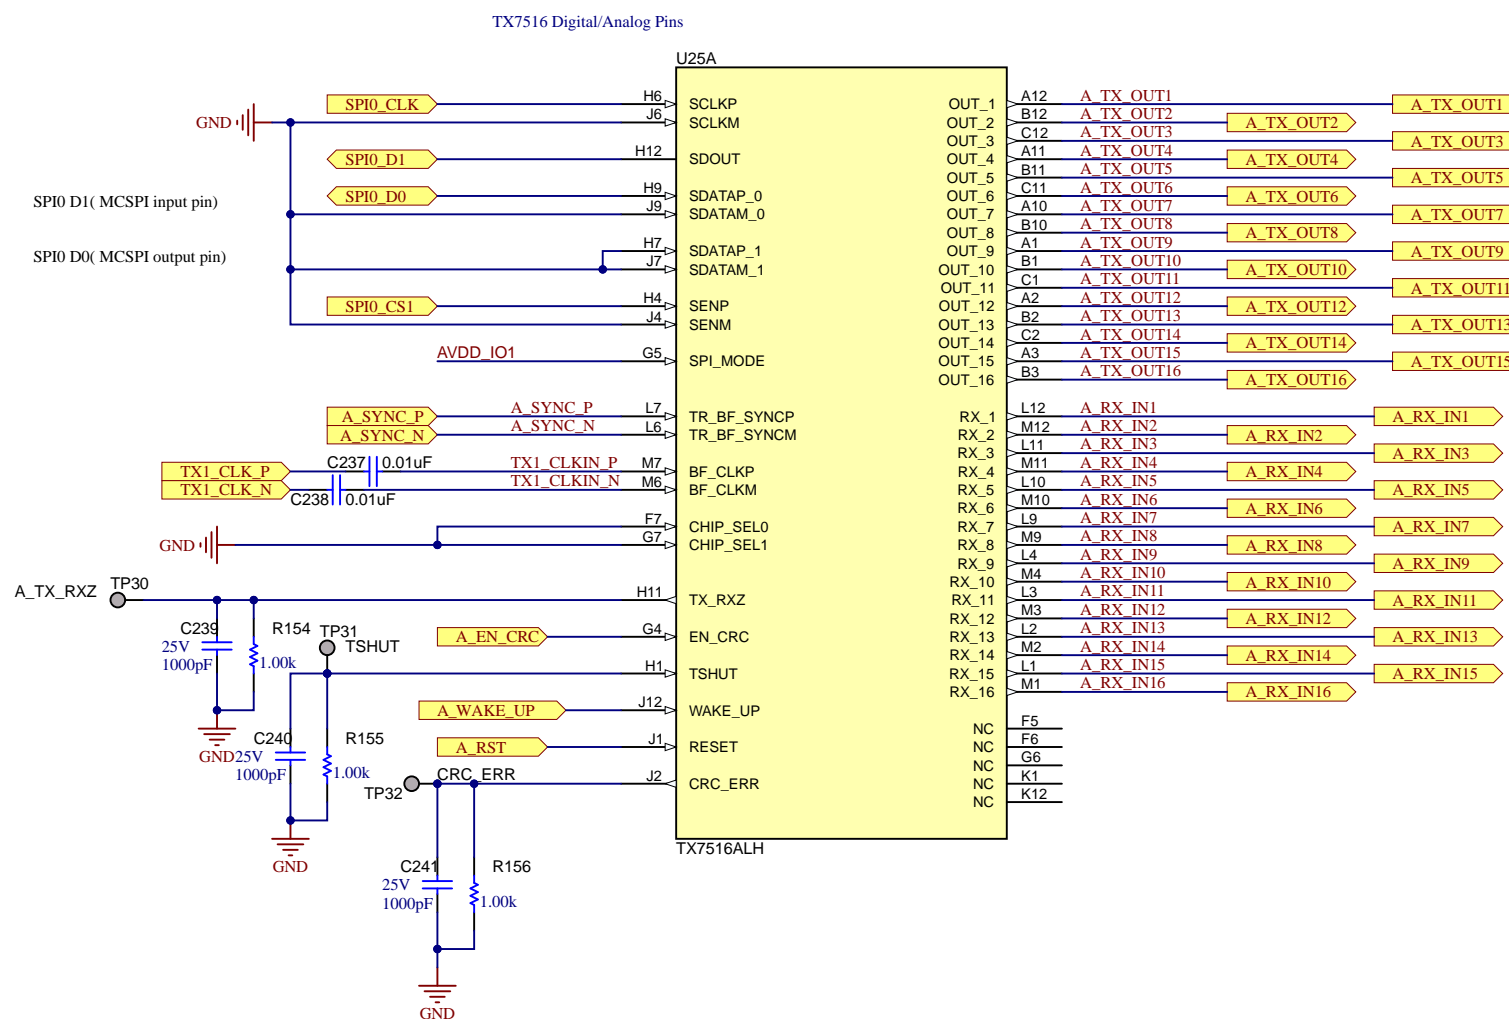 TX7516 Digital/Analog Pins
U25A
SPI0_CLK H6 SCLKP OUT_1 A12 A_TX_OUT1 A_TX_OUT1
GND J6 SCLKM OUT_2 B12 A_TX_OUT2 A_TX_OUT2
OUT_3 C12 A_TX_OUT3 A_TX_OUT3
SPI0_D1 H12 SDOUT OUT_4 A11 A_TX_OUT4 A_TX_OUT4
OUT_5 B11 A_TX_OUT5 A_TX_OUT5
SPI0_D0 H9 SDATAP_0 OUT_6 C11 A_TX_OUT6 A_TX_OUT6
SPI0 D1( MCSPI input pin)
J9 SDATAM_0 OUT_7 A10 A_TX_OUT7 A_TX_OUT7
OUT_8 B10 A_TX_OUT8 A_TX_OUT8
H7 SDATAP_1 OUT_9 A1 A_TX_OUT9 A_TX_OUT9
SPI0 D0( MCSPI output pin)
J7 SDATAM_1 OUT_10 B1 A_TX_OUT10 A_TX_OUT10
OUT_11 C1 A_TX_OUT11 A_TX_OUT11
SPI0_CS1 H4 SENP OUT_12 A2 A_TX_OUT12 A_TX_OUT12
J4 SENM OUT_13 B2 A_TX_OUT13 A_TX_OUT13
OUT_14 C2 A_TX_OUT14 A_TX_OUT14
AVDD_IO1 G5 SPI_MODE OUT_15 A3 A_TX_OUT15 A_TX_OUT15
OUT_16 B3 A_TX_OUT16 A_TX_OUT16
A_SYNC_P A_SYNC_P L7 TR_BF_SYNCP RX_1 L12 A_RX_IN1 A_RX_IN1
A_SYNC_N A_SYNC_N L6 TR_BF_SYNCM RX_2 M12 A_RX_IN2 A_RX_IN2
RX_3 L11 A_RX_IN3 A_RX_IN3
TX1_CLK_P C237 0.01uF TX1_CLKIN_P M7 BF_CLKP RX_4 M11 A_RX_IN4 A_RX_IN4
TX1_CLK_N C238 0.01uF TX1_CLKIN_N M6 BF_CLKM RX_5 L10 A_RX_IN5 A_RX_IN5
RX_6 M10 A_RX_IN6 A_RX_IN6
F7 CHIP_SEL0 RX_7 L9 A_RX_IN7 A_RX_IN7
GND G7 CHIP_SEL1 RX_8 M9 A_RX_IN8 A_RX_IN8
RX_9 L4 A_RX_IN9 A_RX_IN9
RX_10 M4 A_RX_IN10 A_RX_IN10
A_TX_RXZ TP30 H11 TX_RXZ RX_11 L3 A_RX_IN11 A_RX_IN11
RX_12 M3 A_RX_IN12 A_RX_IN12
C239 R154 TP31 A_EN_CRC G4 EN_CRC RX_13 L2 A_RX_IN13 A_RX_IN13
25V TSHUT
RX_14 M2 A_RX_IN14 A_RX_IN14
1000pF 1.00k
H1 TSHUT RX_15 L1 A_RX_IN15 A_RX_IN15
RX_16 M1 A_RX_IN16 A_RX_IN16
A_WAKE_UP J12 WAKE_UP
NC F5
C240 R155 A_RST J1 RESET NC F6
GND 25V
NC G6
1000pF 1.00k
TP32 CRC_ERR J2 CRC_ERR NC K1
NC K12
TX7516ALH
GND
C241 R156
25V
1000pF 1.00k
GND